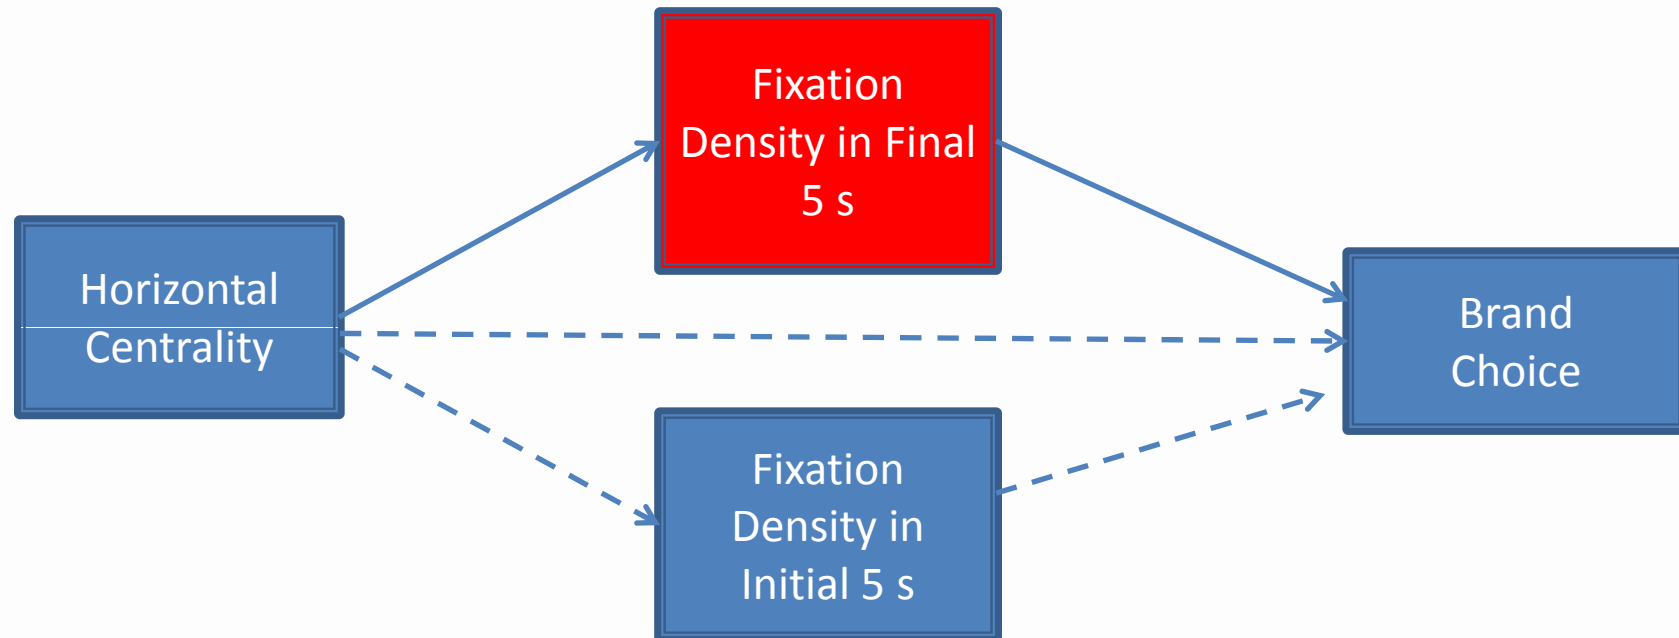 Fixation
Density in Final
5 s
Horizontal
Centrality
Brand
Choice
Fixation
Density in
Initial 5 s